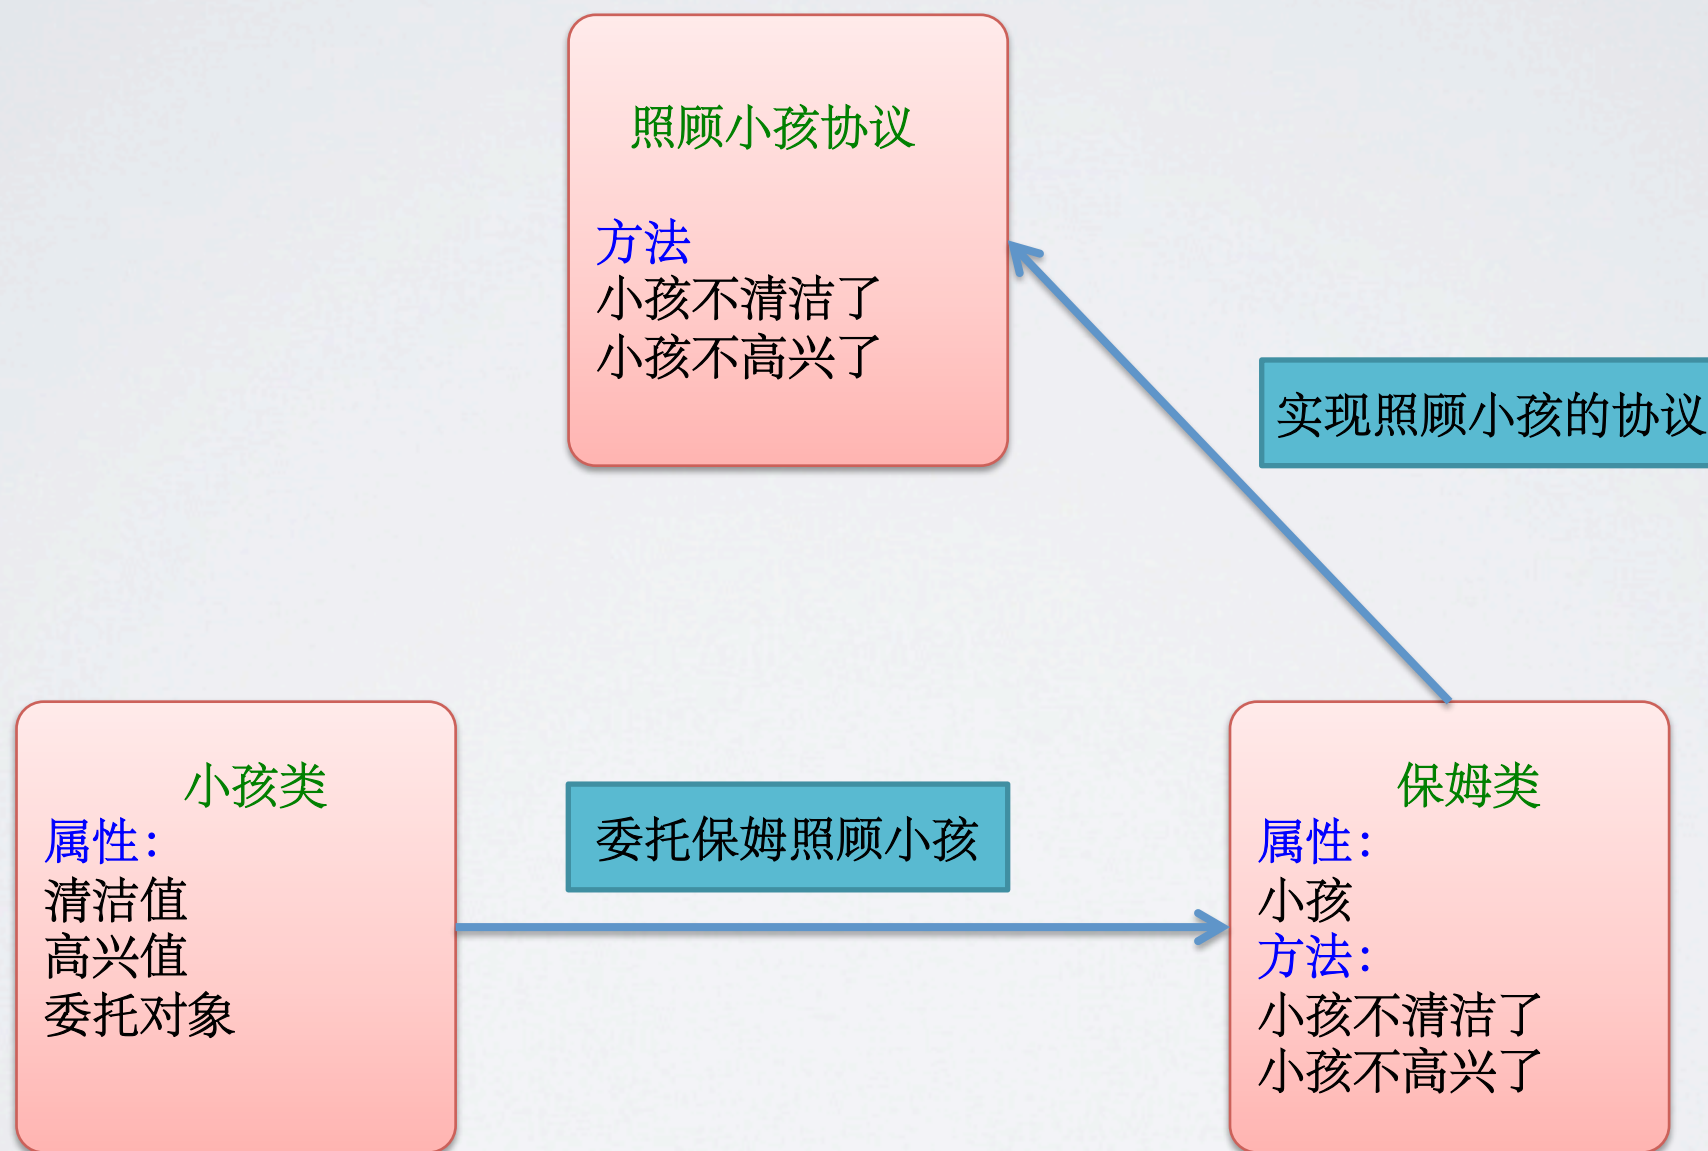 照顾小孩协议
方法
小孩不清洁了
小孩不高兴了
实现照顾小孩的协议
小孩类
属性:
清洁值
高兴值
委托对象
委托保姆照顾小孩
保姆类
属性:
小孩
方法:
小孩不清洁了
小孩不高兴了